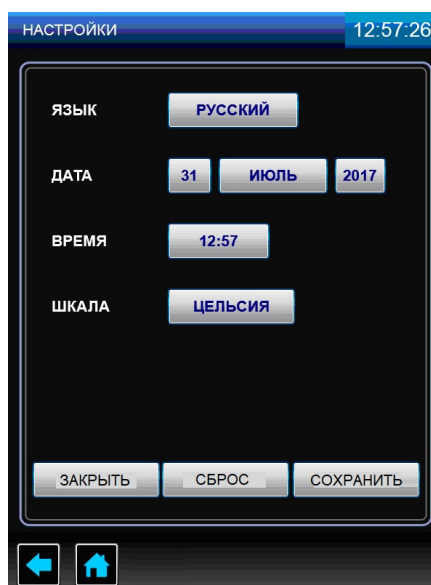 НАСТРОЙКИ 12:57:26
ЯЗЫК РУССКИЙ
ДАТА 31 ИЮЛЬ 2017
ВРЕМЯ 12:57
ШКАЛА ЦЕЛЬСИЯ
ЗАКРЫТЬ СБРОС СОХРАНИТЬ